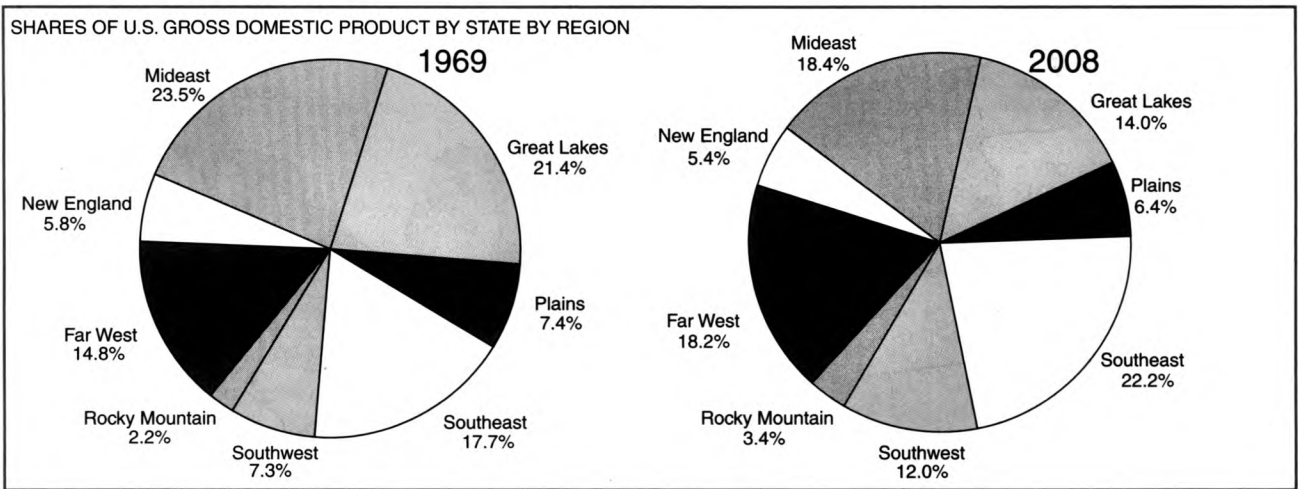 SHARES OF U.S. GROSS DOMESTIC PRODUCT BY STATE BY REGION
1969
Mideast
23.5%
Great Lakes
21.4%
New England
5.8%
Plains
7.4%
Far West
14.8%
Rocky Mountain
2.2%
Southwest
7.3%
Southeast
17.7%
2008
Mideast
18.4%
Great Lakes
14.0%
New England
5.4%
Plains
6.4%
Far West
18.2%
Southeast
22.2%
Rocky Mountain
3.4%
Southwest
12.0%